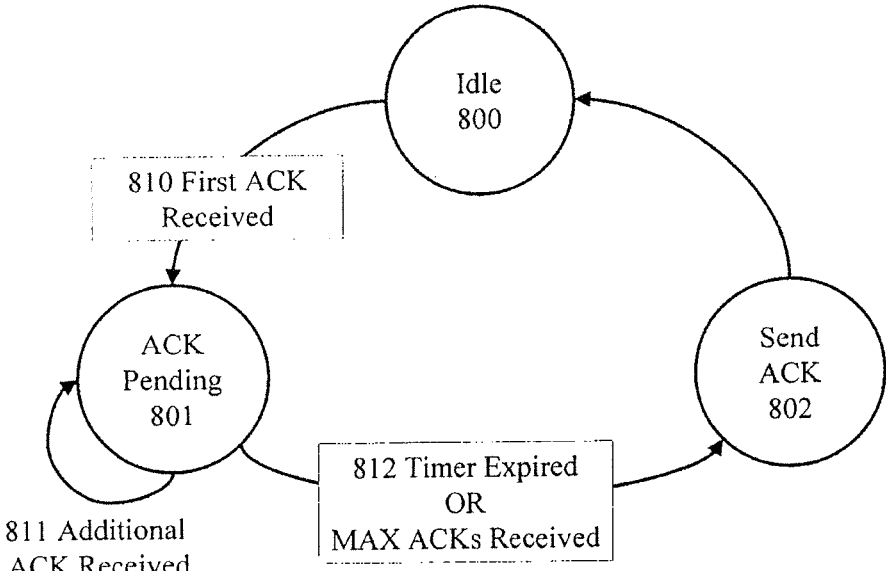 Idle
800
810 First ACK
Received
ACK
Pending
801
Send
ACK
802
812 Timer Expired
OR
MAX ACKs Received
811 Additional
ACK Received